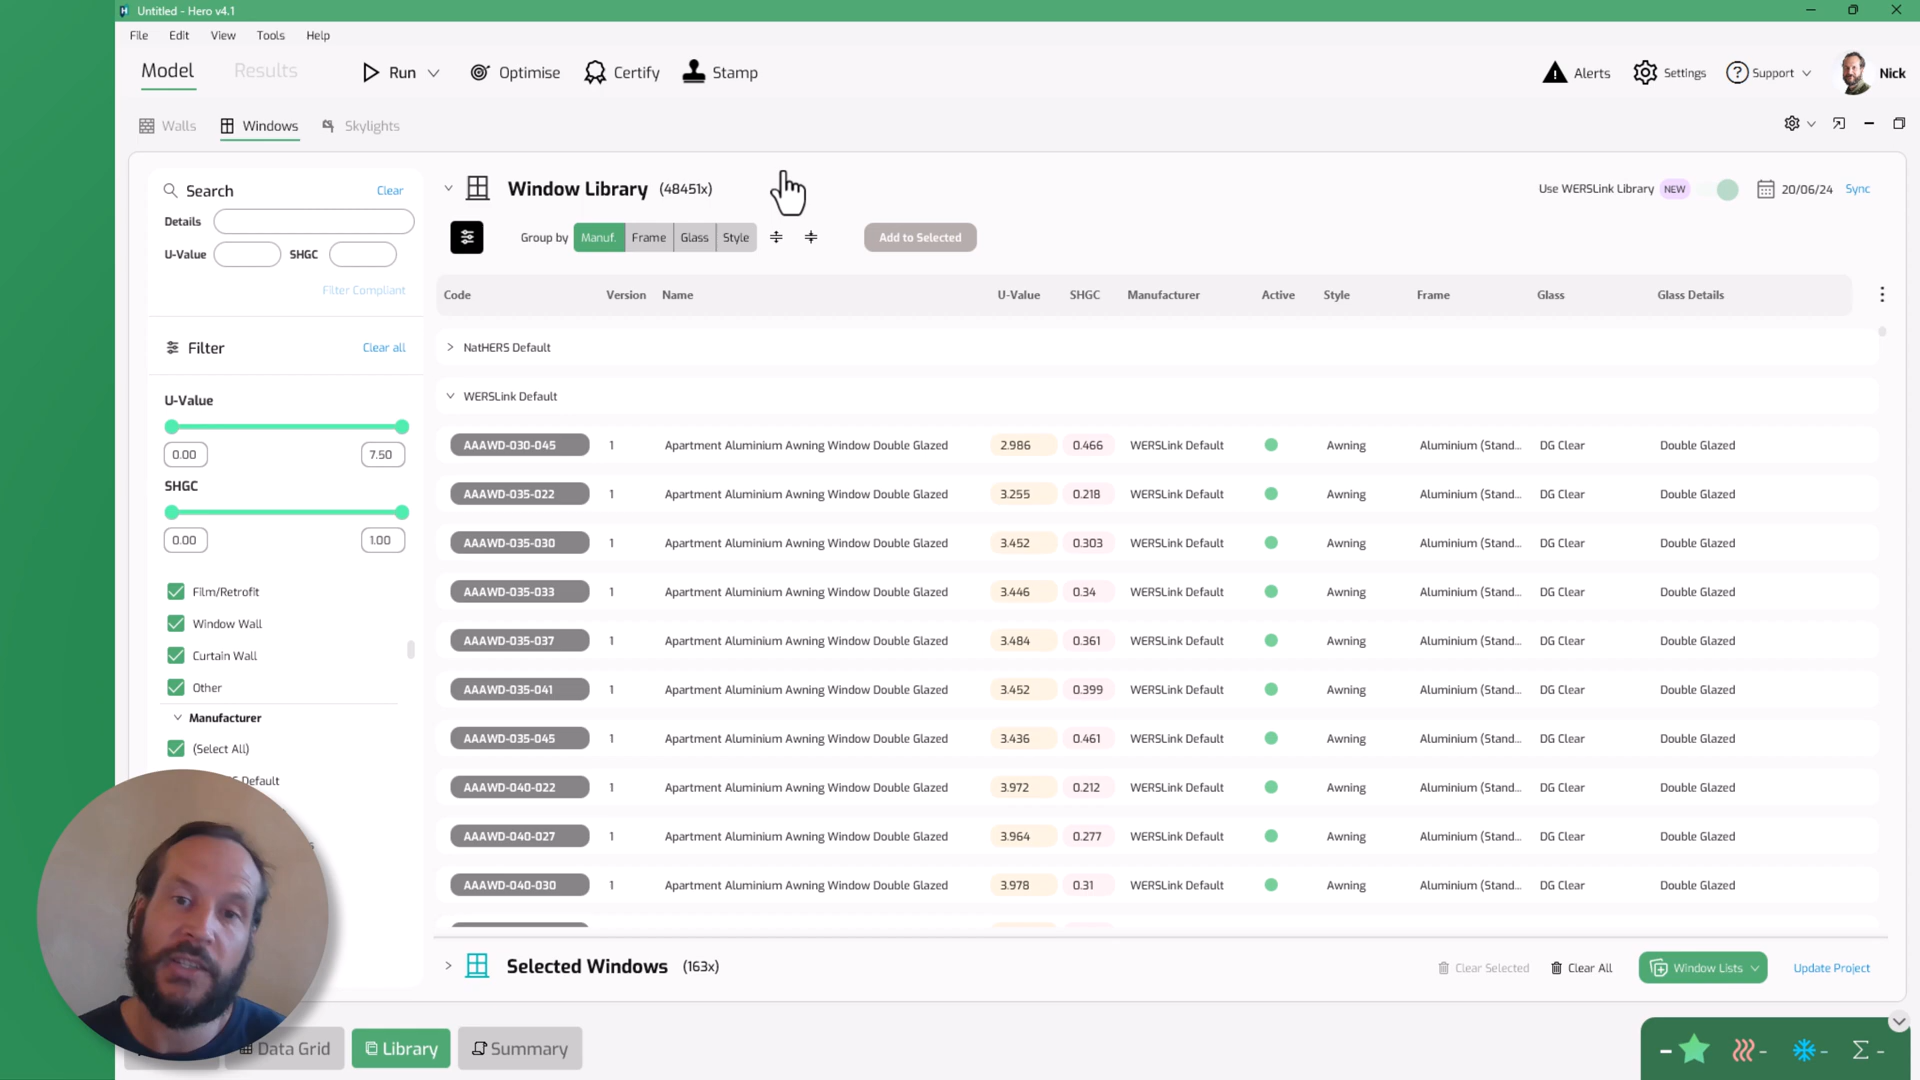 Untitled - Hero v4.1
File Edit View Tools Help
Model Results Run Optimise Certify Stamp Alerts Settings Support Nick
Walls Windows Skylights
Search Clear
Details
U-Value SHGC
Filter Compliant
Filter Clear all
U-Value
0.00 7.50
SHGC
0.00 1.00
Film/Retrofit
Window Wall
Curtain Wall
Other
Manufacturer
(Select All)
Default
Window Library (48451x) Use WERSLink Library NEW 20/06/24 Sync
Group by Manuf. Frame Glass Style Add to Selected
Code Version Name U-Value SHGC Manufacturer Active Style Frame Glass Glass Details
NatHERS Default
WERSLink Default
AAAWD-030-045 1 Apartment Aluminium Awning Window Double Glazed 2.986 0.466 WERSLink Default Awning Aluminium (Stand... DG Clear Double Glazed
AAAWD-035-022 1 Apartment Aluminium Awning Window Double Glazed 3.255 0.218 WERSLink Default Awning Aluminium (Stand... DG Clear Double Glazed
AAAWD-035-030 1 Apartment Aluminium Awning Window Double Glazed 3.452 0.303 WERSLink Default Awning Aluminium (Stand... DG Clear Double Glazed
AAAWD-035-033 1 Apartment Aluminium Awning Window Double Glazed 3.446 0.34 WERSLink Default Awning Aluminium (Stand... DG Clear Double Glazed
AAAWD-035-037 1 Apartment Aluminium Awning Window Double Glazed 3.484 0.361 WERSLink Default Awning Aluminium (Stand... DG Clear Double Glazed
AAAWD-035-041 1 Apartment Aluminium Awning Window Double Glazed 3.452 0.399 WERSLink Default Awning Aluminium (Stand... DG Clear Double Glazed
AAAWD-035-045 1 Apartment Aluminium Awning Window Double Glazed 3.436 0.461 WERSLink Default Awning Aluminium (Stand... DG Clear Double Glazed
AAAWD-040-022 1 Apartment Aluminium Awning Window Double Glazed 3.972 0.212 WERSLink Default Awning Aluminium (Stand... DG Clear Double Glazed
AAAWD-040-027 1 Apartment Aluminium Awning Window Double Glazed 3.964 0.277 WERSLink Default Awning Aluminium (Stand... DG Clear Double Glazed
AAAWD-040-030 1 Apartment Aluminium Awning Window Double Glazed 3.978 0.31 WERSLink Default Awning Aluminium (Stand... DG Clear Double Glazed
Selected Windows (163x) Clear Selected Clear All Window Lists Update Project
Data Grid Library Summary - - - Σ -